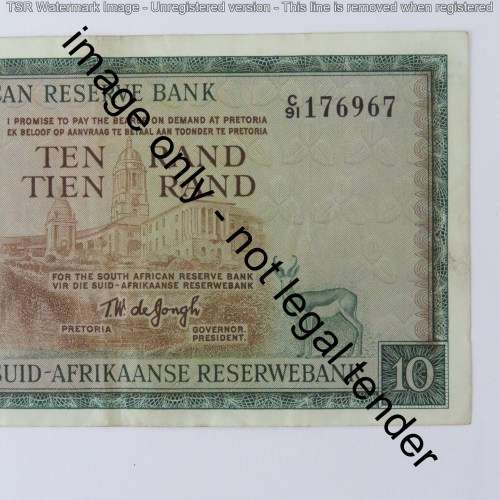 TSR Watermark Image - Unregistered version - This line is removed when registered
CAN RESERVE BANK
I PROMISE TO PAY THE BEARER ON DEMAND AT PRETORIA
EK BELOOF OP AANVRAAG TE BETAAL AAN TOONDER TE PRETORIA
C/91 176967
TEN RAND
TIEN RAND
FOR THE SOUTH AFRICAN RESERVE BANK
VIR DIE SUID-AFRIKAANSE RESERWEBANK
T.W. de Jongh
PRETORIA
GOVERNOR.
PRESIDENT.
SUID-AFRIKAANSE RESERWEBANK
10
image only - not legal tender